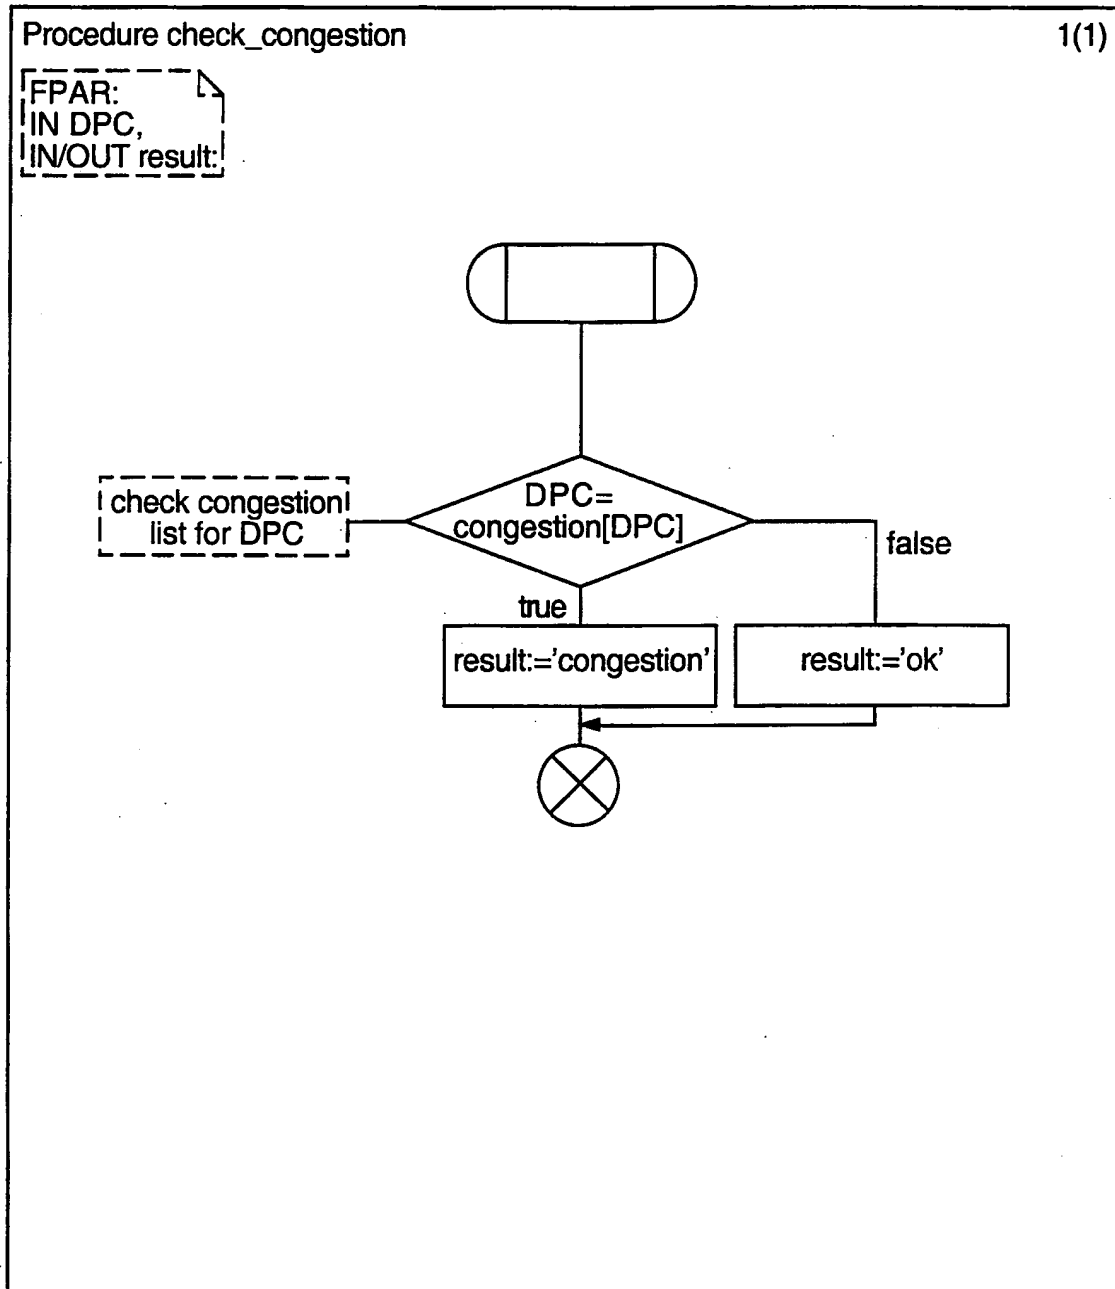 Procedure check_congestion
1(1)
FPAR:
IN DPC,
IN/OUT result:
DPC=
congestion[DPC]
check congestion
list for DPC
false
true
result:='congestion'
result:='ok'